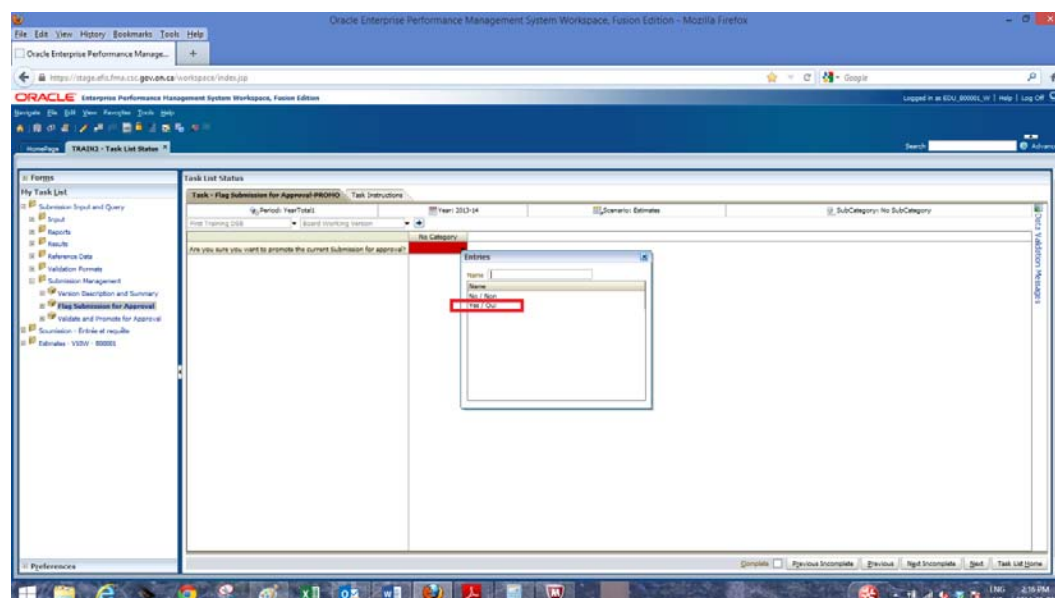 Oracle Enterprise Performance Management System Workspace, Fusion Edition - Mozilla Firefox
File Edit View History Bookmarks Tools Help
Oracle Enterprise Performance Manage...
https://stage.efis.fma.csc.gov.on.ca/workspace/index.jsp
Google
ORACLE Enterprise Performance Management System Workspace, Fusion Edition
Logged in as EDU_000001_W | Help | Log Off
Navigate File Edit View Favorites Tools Help
HomePage TRAIN2 - Task List Status
Search Advanc
Forms
Task List Status
My Task List
Task - Flag Submission for Approval-PROMO Task Instructions
Submission Input and Query
Period: YearTotal1 Year: 2013-14 Scenario: Estimates SubCategory: No SubCategory
Input
First Training DSB Board Working Version
Reports
No Category
Results
Are you sure you want to promote the current Submission for approval?
Reference Data
Validation Formats
Submission Management
Version Description and Summary
Flag Submission for Approval
Validate and Promote for Approval
Soumission - Entrée et requête
Estimates - VSBW - 000001
Entries
Name
Name
No / Non
Yes / Oui
Data Validation Messages
Preferences
Complete Previous Incomplete Previous Next Incomplete Next Task List Home
ENG 2:16 PM